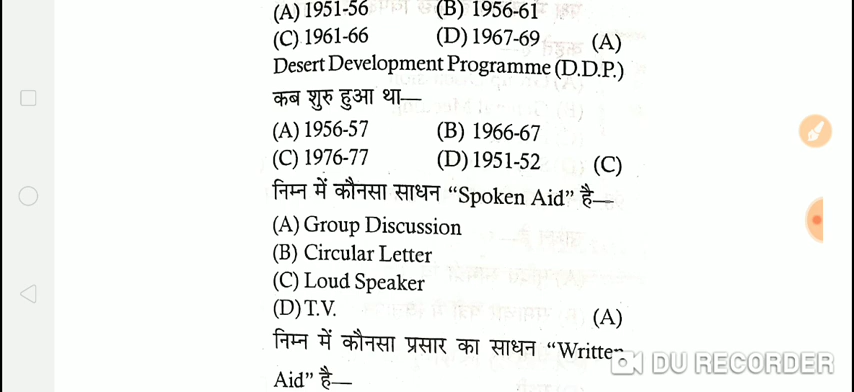 (A) 1951-56 (B) 1956-61
(C) 1961-66 (D) 1967-69 (A)
Desert Development Programme (D.D.P.)
कब शुरु हुआ था—
(A) 1956-57 (B) 1966-67
(C) 1976-77 (D) 1951-52 (C)
निम्न में कौनसा साधन “Spoken Aid” है—
(A) Group Discussion
(B) Circular Letter
(C) Loud Speaker
(D) T.V. (A)
निम्न में कौनसा प्रसार का साधन “Written
Aid” है—
DU RECORDER